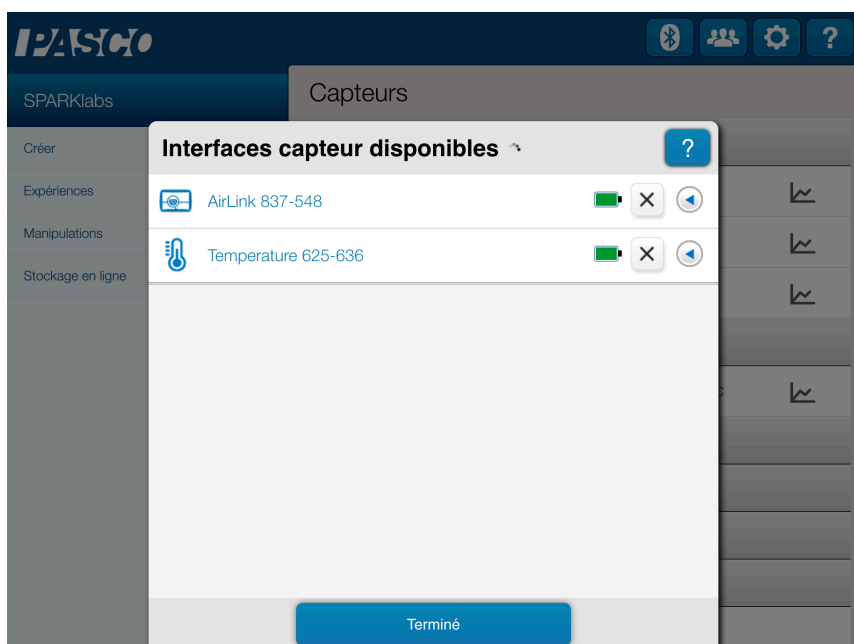 PASCO
SPARKlabs
Capteurs
Créer
Expériences
Manipulations
Stockage en ligne
Interfaces capteur disponibles
?
?
AirLink 837-548
Temperature 625-636
Terminé